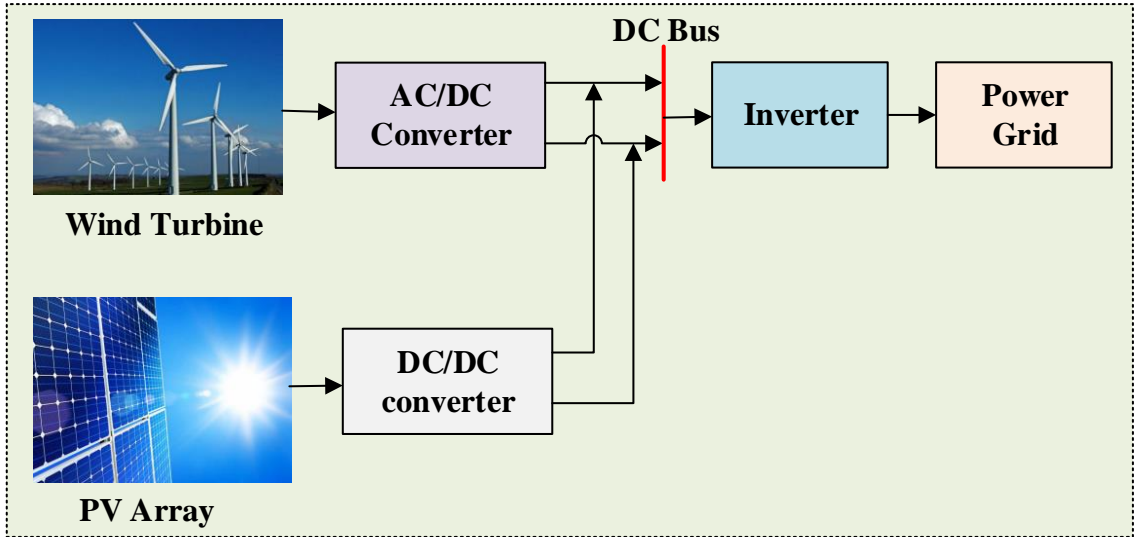 DC Bus
AC/DC
Converter
Inverter
Power
Grid
Wind Turbine
DC/DC
converter
PV Array